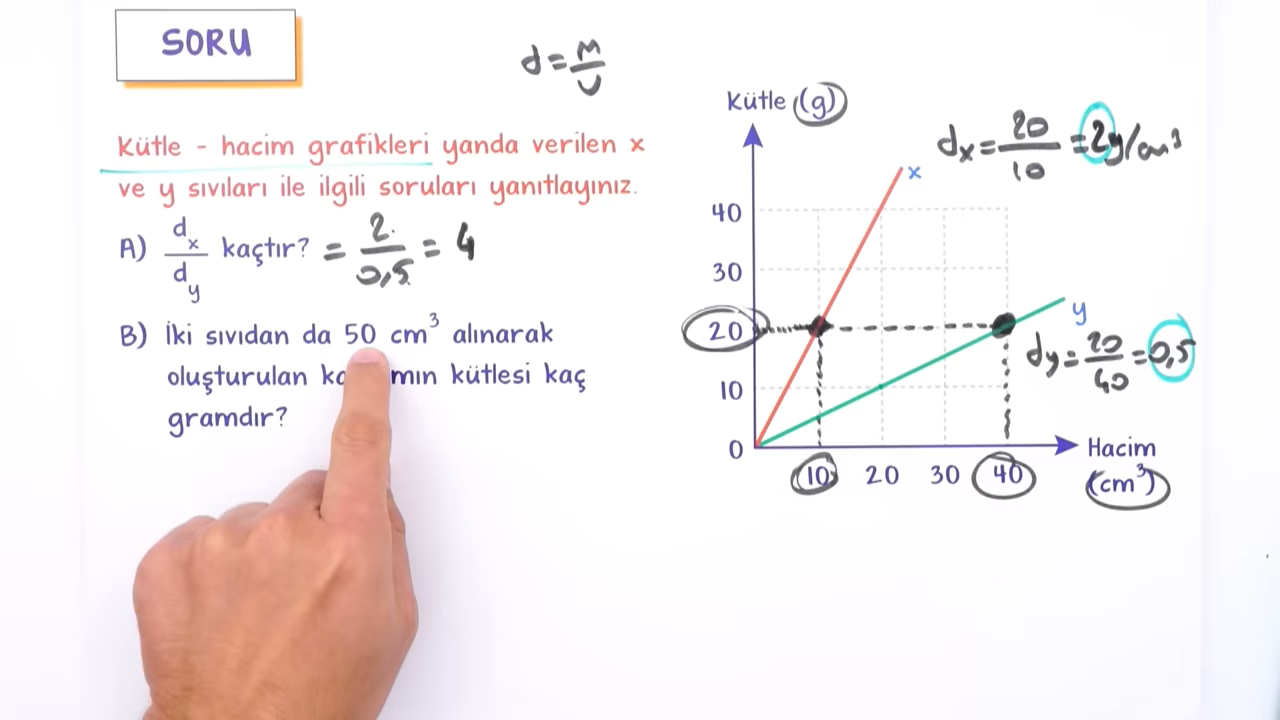 SORU
d = m/v
Kütle - hacim grafikleri yanda verilen x
ve y sıvıları ile ilgili soruları yanıtlayınız.
A) dx/dy kaçtır? = 2/0,5 = 4
B) İki sıvıdan da 50 cm³ alınarak
oluşturulan mın kütlesi kaç
gramdır?
Kütle (g)
dx = 20/10 = 2g/cm³
x
40
30
20
10
0
y
dy = 20/40 = 0,5
10 20 30 40
Hacim
(cm³)